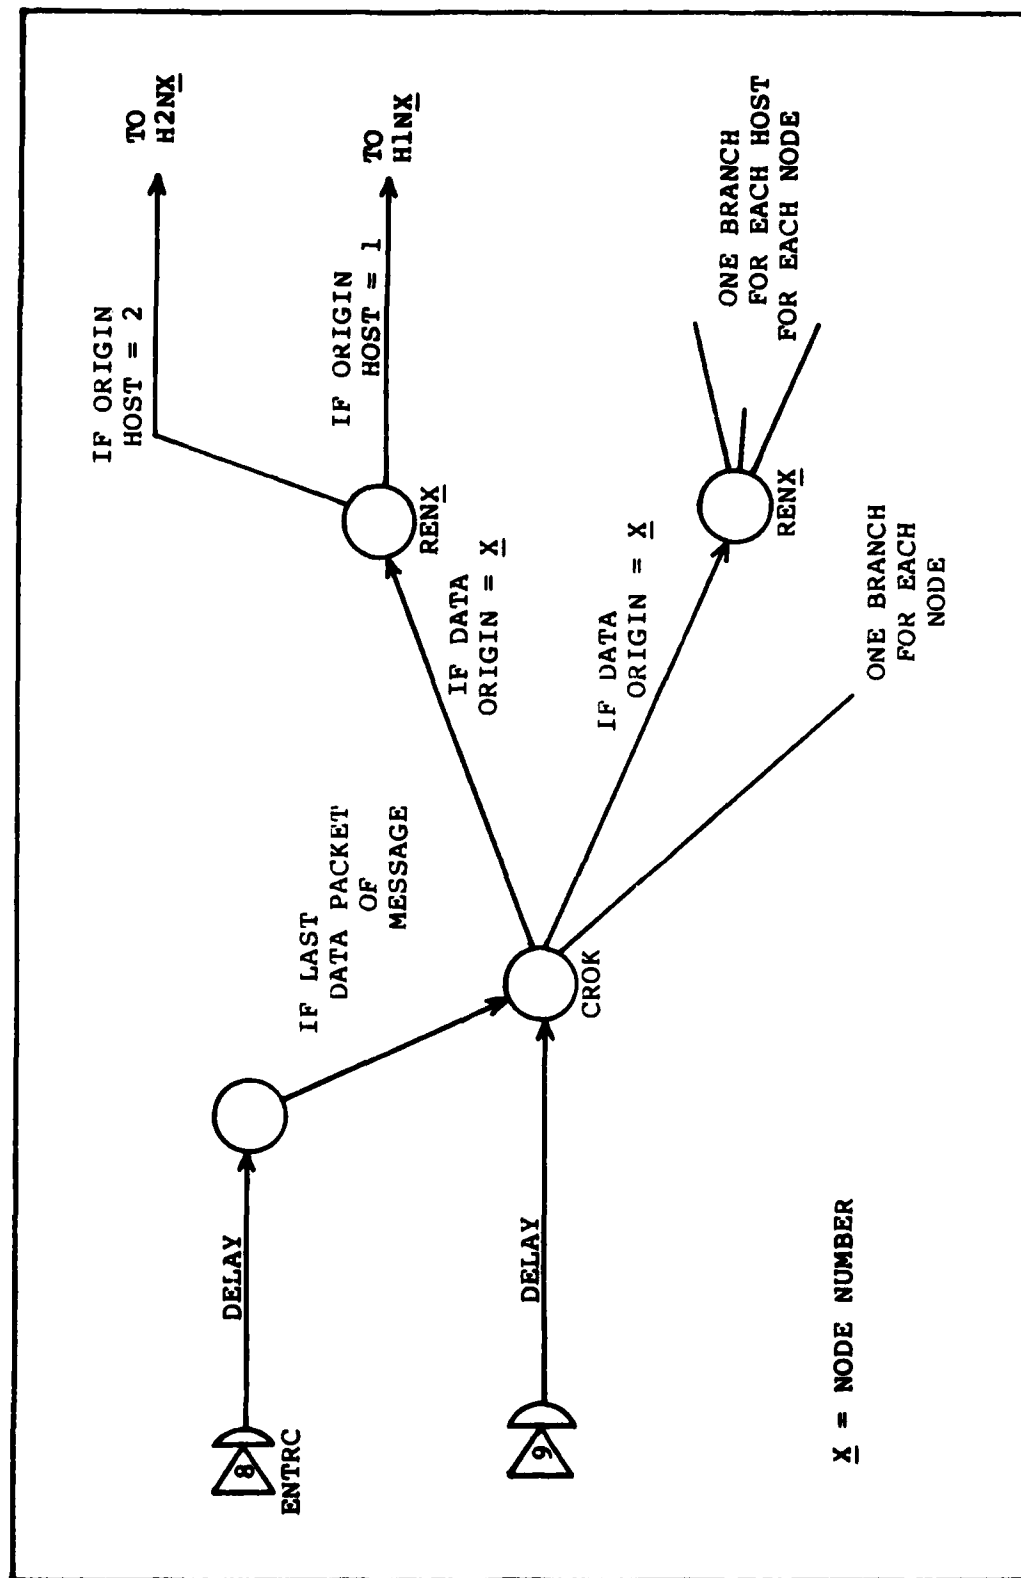 TO
H2NX
IF ORIGIN
HOST = 2
TO
H1NX
IF ORIGIN
HOST = 1
RENX
IF DATA
ORIGIN = X
ONE BRANCH
FOR EACH HOST
FOR EACH NODE
IF DATA
ORIGIN = X
RENX
ONE BRANCH
FOR EACH
NODE
IF LAST
DATA PACKET
OF
MESSAGE
CROK
DELAY
8
ENTRC
DELAY
9
X = NODE NUMBER